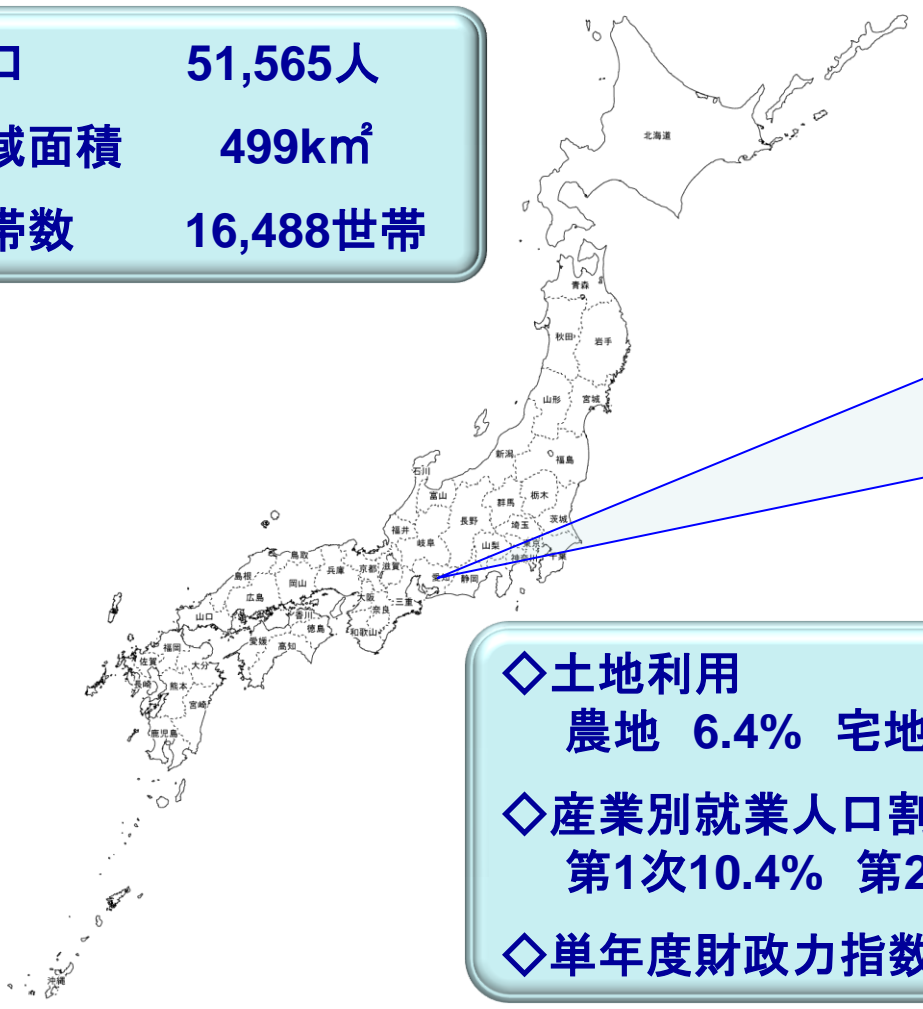 口 51,565人
域面積 499k㎡
帯数 16,488世帯
北海道
青森
秋田
岩手
山形
宮城
新潟
福島
石川
富山
群馬
栃木
長野
茨城
埼玉
福井
岐阜
山梨
東京
千葉
神奈川
鳥取
兵庫
京都
滋賀
愛知
静岡
島根
岡山
広島
大阪
三重
奈良
山口
香川
徳島
和歌山
愛媛
高知
福岡
佐賀
大分
長崎
熊本
宮崎
鹿児島
沖縄
◇土地利用
農地 6.4% 宅地
◇産業別就業人口割
第1次10.4% 第2
◇単年度財政力指数